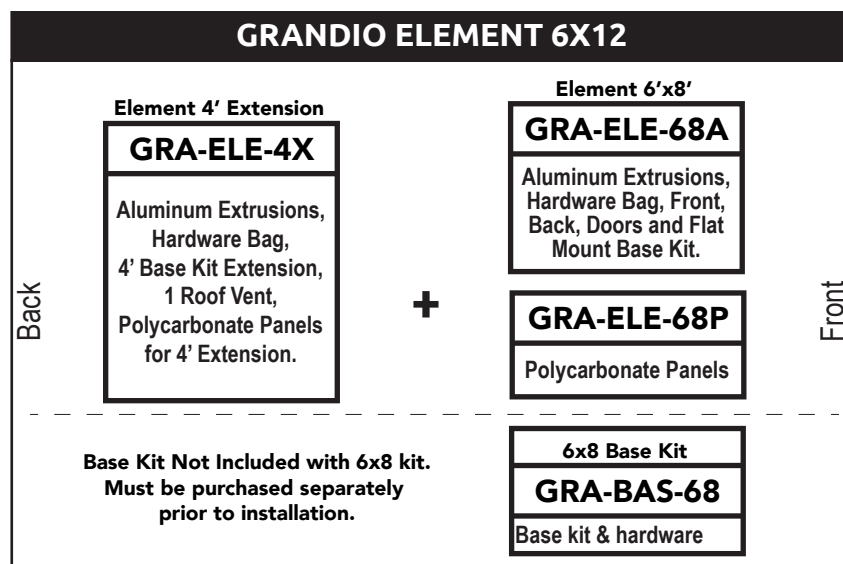 GRANDIO ELEMENT 6X12
Back
Element 4' Extension
GRA-ELE-4X
Aluminum Extrusions,
Hardware Bag,
4' Base Kit Extension,
1 Roof Vent,
Polycarbonate Panels
for 4' Extension.
+
Element 6'x8'
GRA-ELE-68A
Aluminum Extrusions,
Hardware Bag, Front,
Back, Doors and Flat
Mount Base Kit.
GRA-ELE-68P
Polycarbonate Panels
Front
Base Kit Not Included with 6x8 kit.
Must be purchased separately
prior to installation.
6x8 Base Kit
GRA-BAS-68
Base kit & hardware